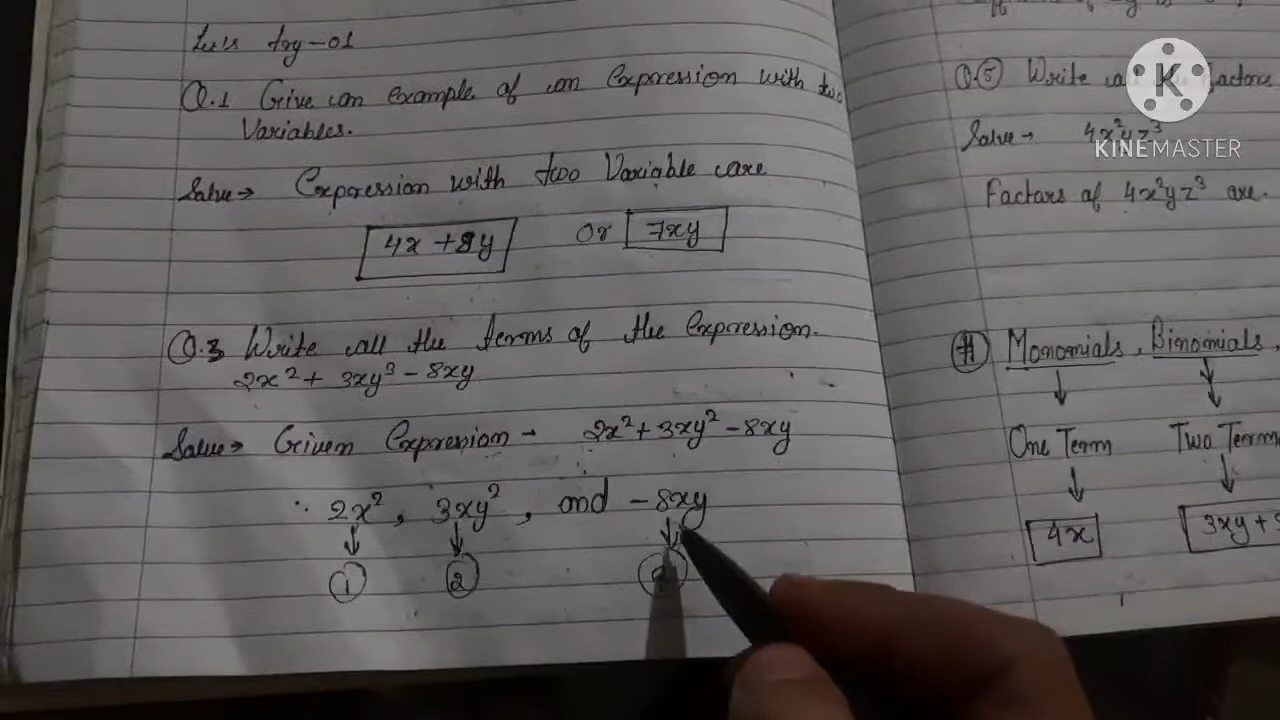 Let's try-01
Q.1 Give an example of an Expression with two
Variables.
Solve→ Expression with two Variable are
4x + 8y Or 7xy
Q.3 Write all the terms of the Expression.
2x² + 3xy³ - 8xy
Solve→ Given Expression - 2x² + 3xy² - 8xy
∵ 2x², 3xy², and - 8xy
① ②
Q.⑤ Write all factors
Solve→ 4x²yz³
Factors of 4x²yz³ are.
# Monomials, Binomials,
One Term Two Term
4x 3xy +
K
KINEMASTER